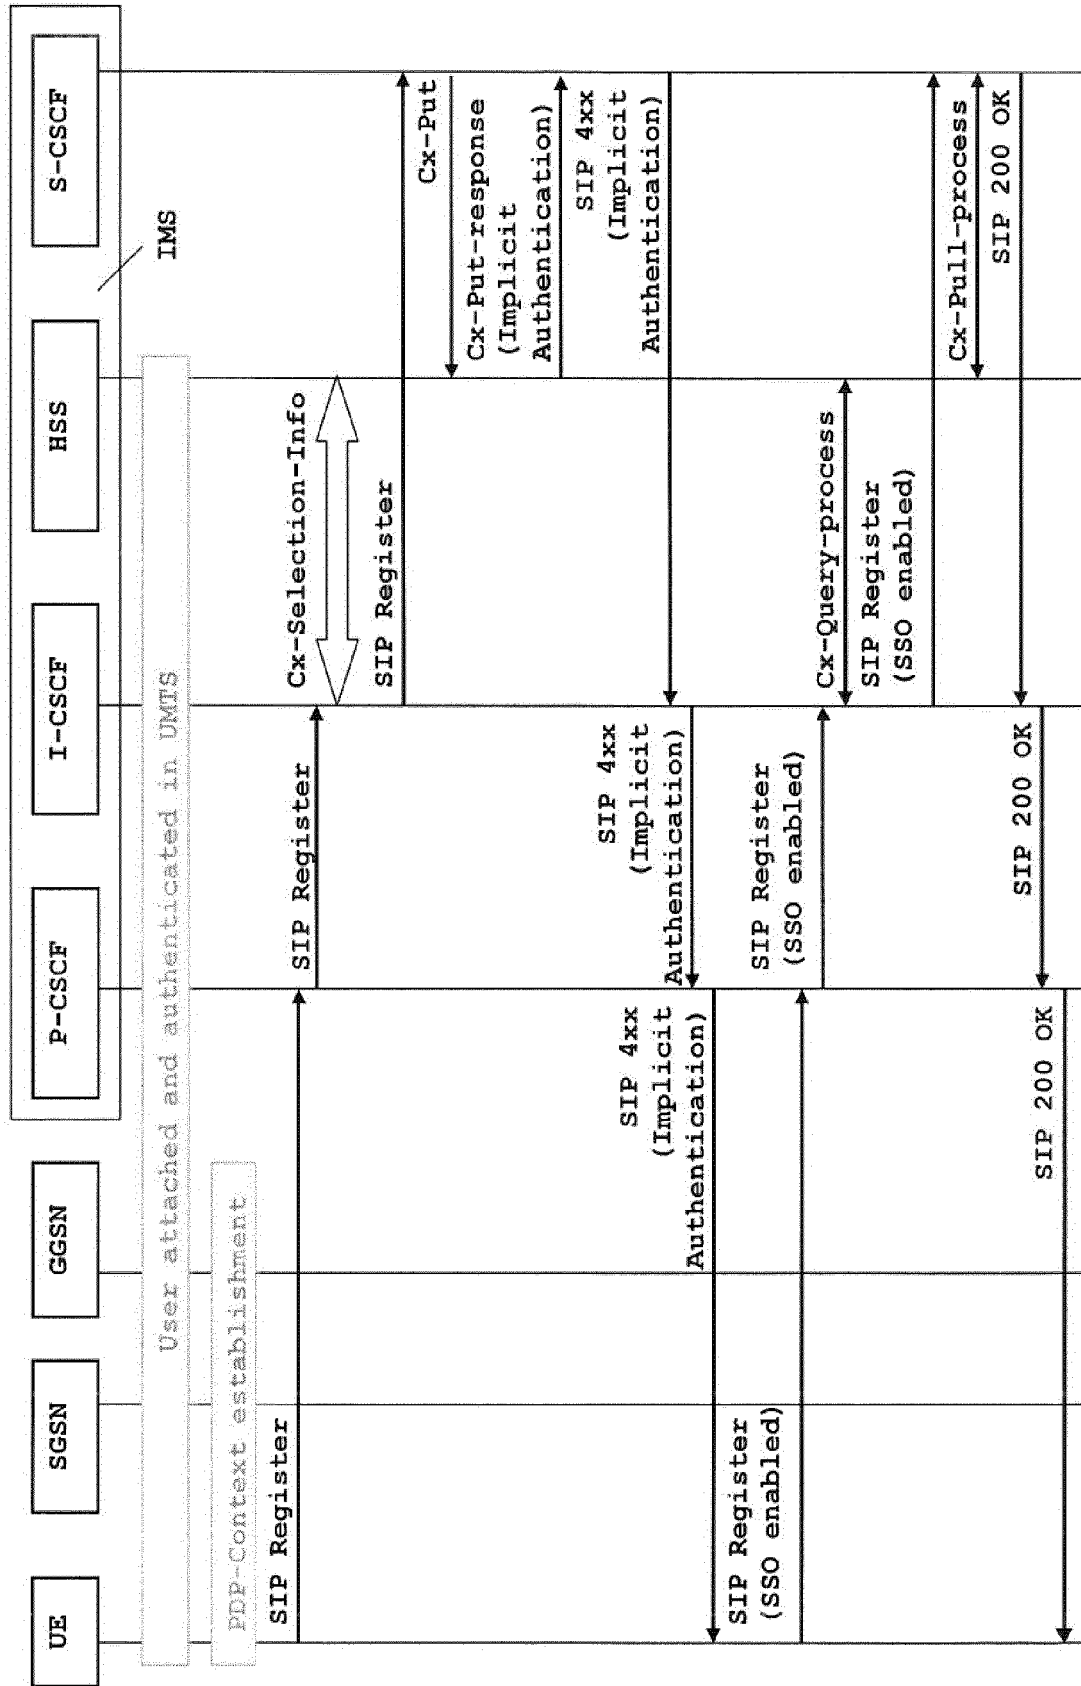 UE
SGSN
GGSN
P-CSCF
I-CSCF
HSS
S-CSCF
IMS
User attached and authenticated in UMTS
PDP-Context establishment
SIP Register
SIP Register
Cx-Selection-Info
SIP Register
Cx-Put
Cx-Put-response
(Implicit
Authentication)
SIP 4xx
(Implicit
Authentication)
SIP 4xx
(Implicit
Authentication)
SIP 4xx
(Implicit
Authentication)
SIP Register
(SSO enabled)
SIP Register
(SSO enabled)
Cx-Query-process
SIP Register
(SSO enabled)
Cx-Pull-process
SIP 200 OK
SIP 200 OK
SIP 200 OK